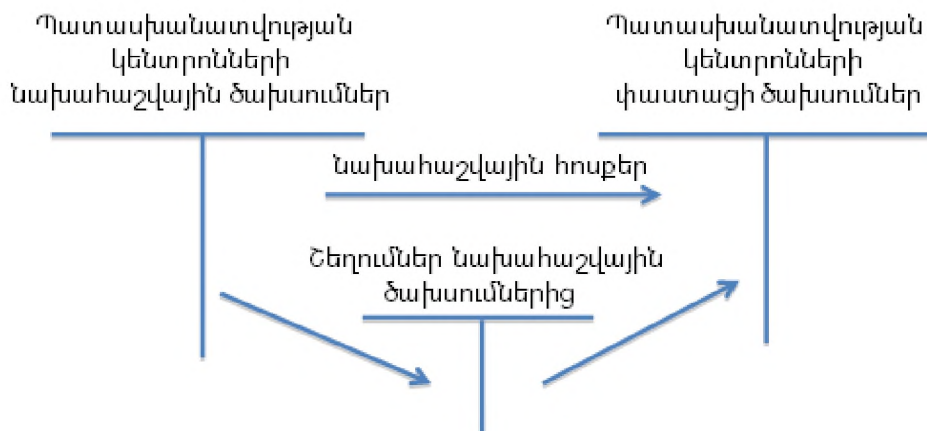 Պատասխանատվության
կենտրոնների
նախահաշվային ծախսումներ
Պատասխանատվության
կենտրոնների
փաստացի ծախսումներ
նախահաշվային հոսքեր
Շեղումներ նախահաշվային
ծախսումներից